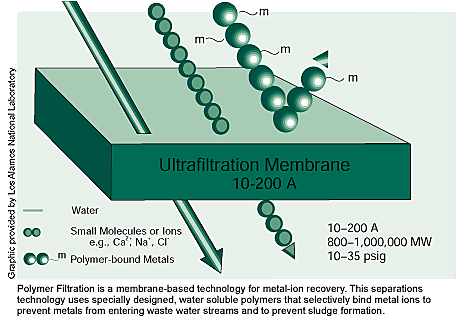 m
m
m
m
Graphic provided by Los Alamos National Laboratory
Ultrafiltration Membrane
10-200 A
Water
Small Molecules or Ions
e.g., Ca²; Na⁺, Cl⁻
m Polymer-bound Metals
10–200 A
800–1,000,000 MW
10–35 psig
Polymer Filtration is a membrane-based technology for metal-ion recovery. This separations
technology uses specially designed, water soluble polymers that selectively bind metal ions to
prevent metals from entering waste water streams and to prevent sludge formation.